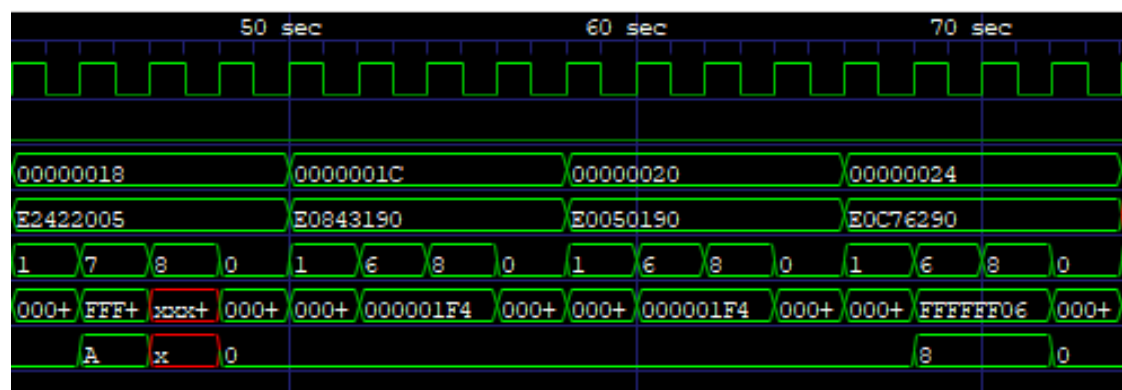 50 sec 60 sec 70 sec
00000018 0000001C 00000020 00000024
E2422005 E0843190 E0050190 E0C76290
1 7 8 0 1 6 8 0 1 6 8 0 1 6 8 0
000+ FFF+ xxx+ 000+ 000+ 000001F4 000+ 000+ 000001F4 000+ 000+ FFFFFF06 000+
A x 0 8 0